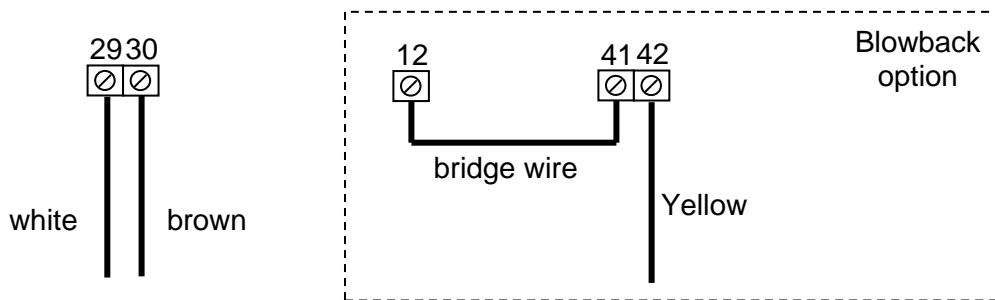 29 30
white
brown
12
41 42
bridge wire
Yellow
Blowback
option